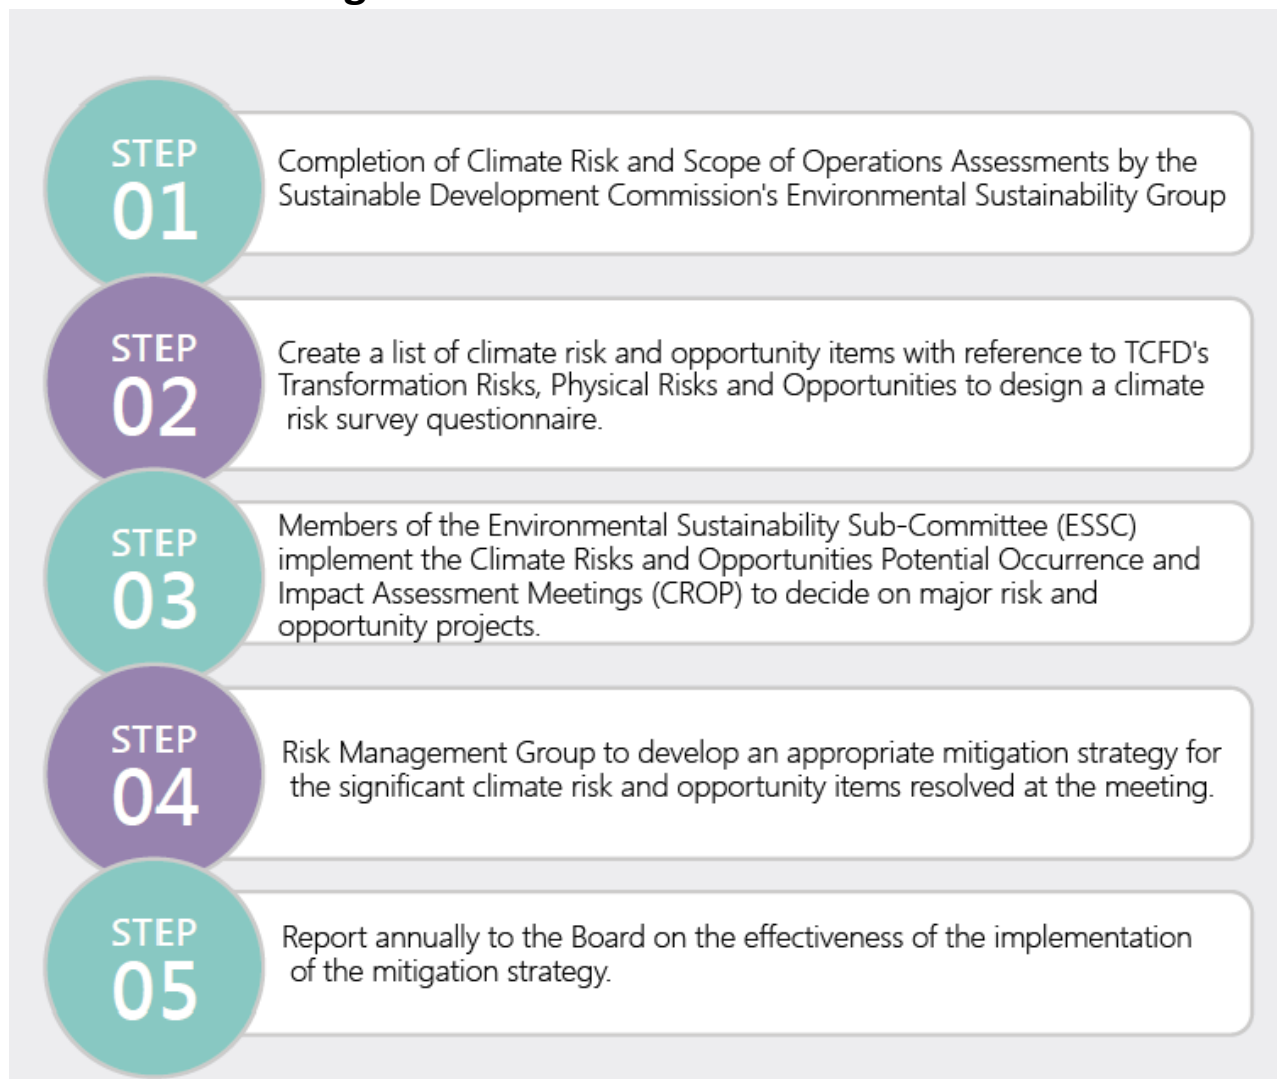 STEP
01
Completion of Climate Risk and Scope of Operations Assessments by the
Sustainable Development Commission's Environmental Sustainability Group
STEP
02
Create a list of climate risk and opportunity items with reference to TCFD's
Transformation Risks, Physical Risks and Opportunities to design a climate
risk survey questionnaire.
STEP
03
Members of the Environmental Sustainability Sub-Committee (ESSC)
implement the Climate Risks and Opportunities Potential Occurrence and
Impact Assessment Meetings (CROP) to decide on major risk and
opportunity projects.
STEP
04
Risk Management Group to develop an appropriate mitigation strategy for
the significant climate risk and opportunity items resolved at the meeting.
STEP
05
Report annually to the Board on the effectiveness of the implementation
of the mitigation strategy.